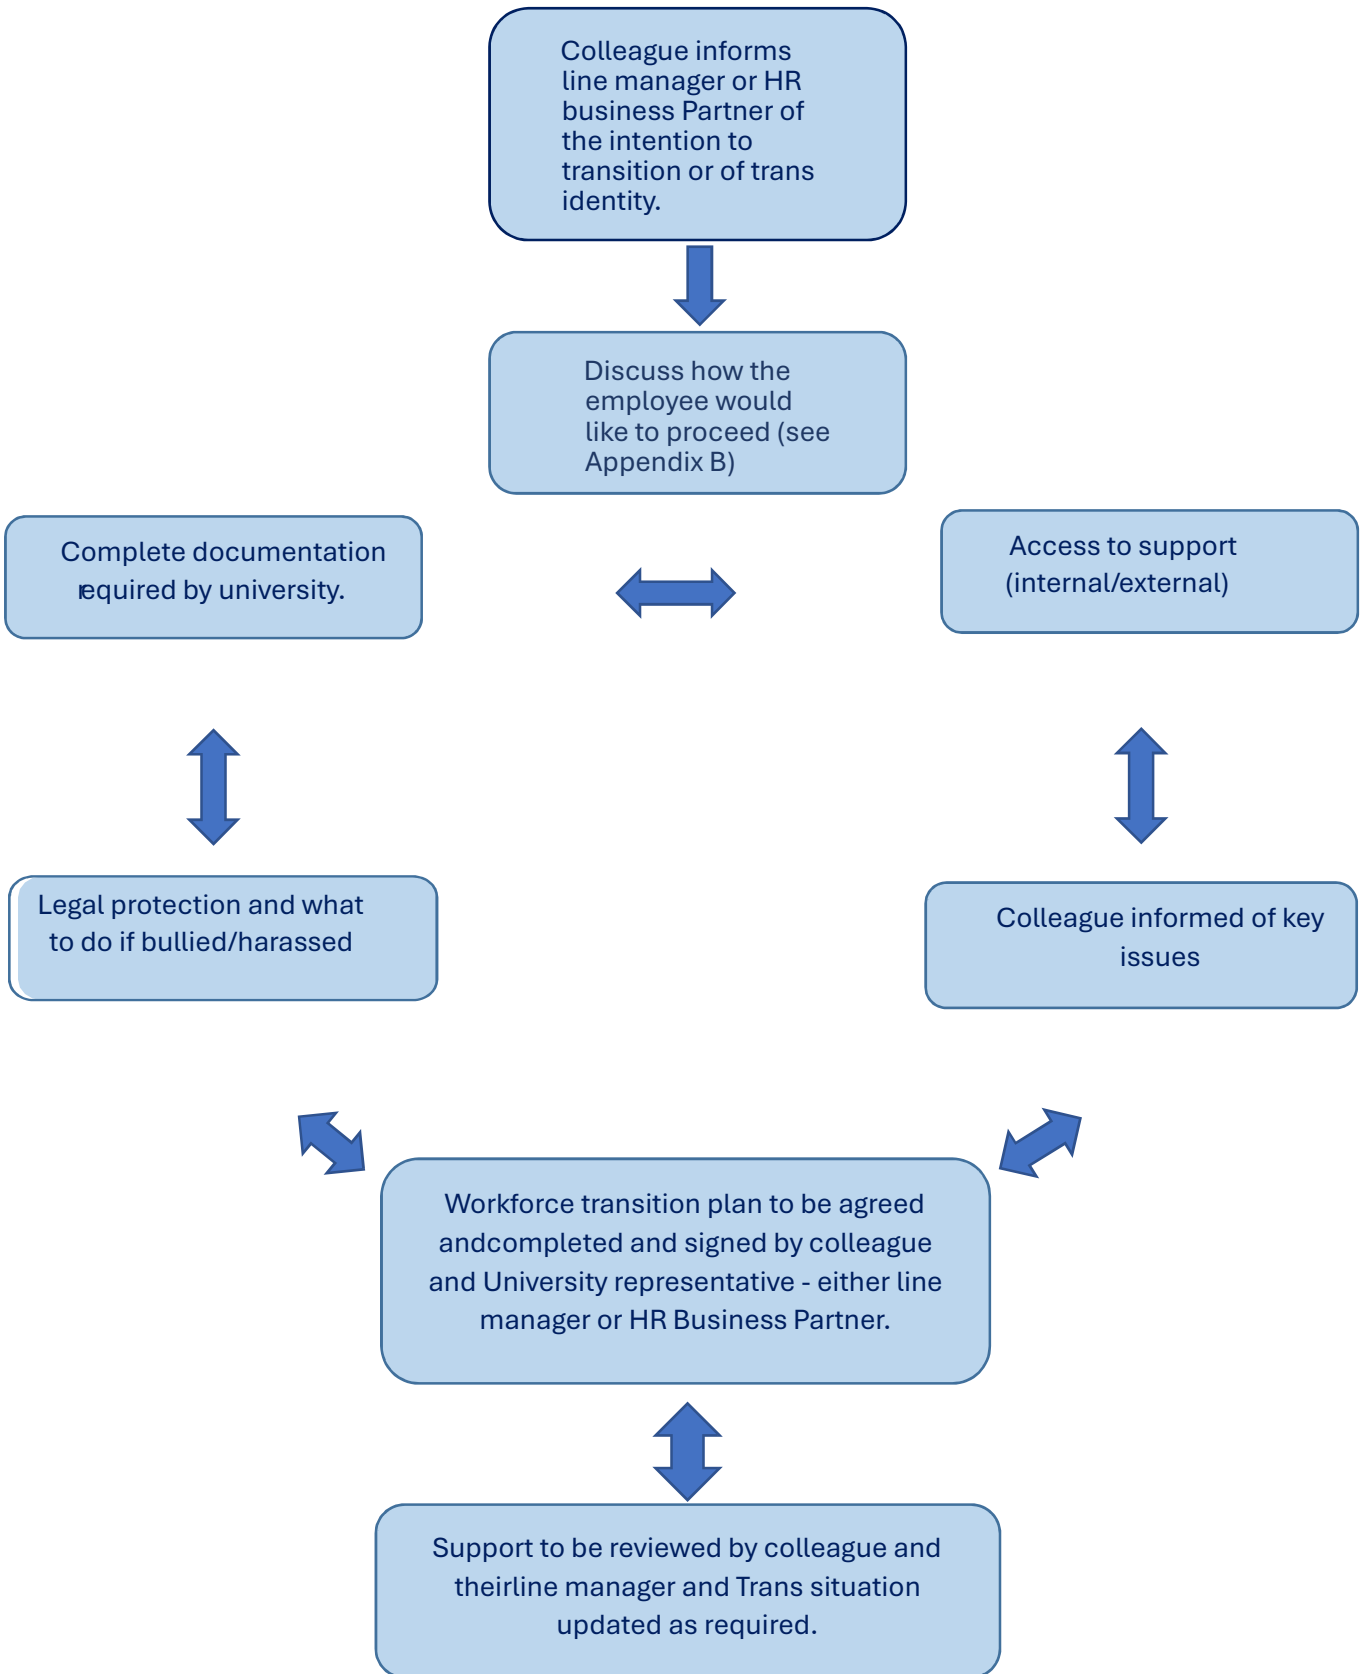 Colleague informs
line manager or HR
business Partner of
the intention to
transition or of trans
identity.
Discuss how the
employee would
like to proceed (see
Appendix B)
Complete documentation
required by university.
Access to support
(internal/external)
Legal protection and what
to do if bullied/harassed
Colleague informed of key
issues
Workforce transition plan to be agreed
andcompleted and signed by colleague
and University representative - either line
manager or HR Business Partner.
Support to be reviewed by colleague and
theirline manager and Trans situation
updated as required.